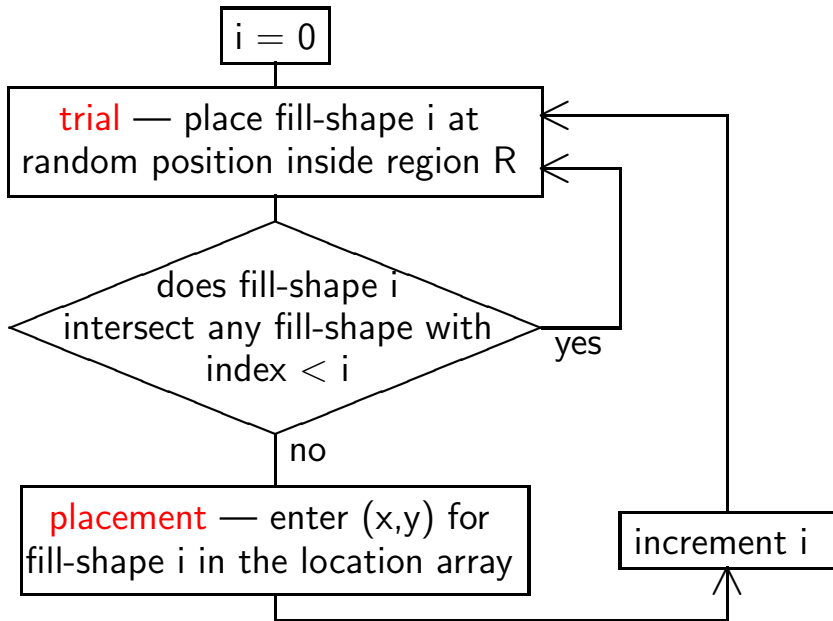 i = 0
trial — place fill-shape i at
random position inside region R
does fill-shape i
intersect any fill-shape with
index < i
yes
no
placement — enter (x,y) for
fill-shape i in the location array
increment i